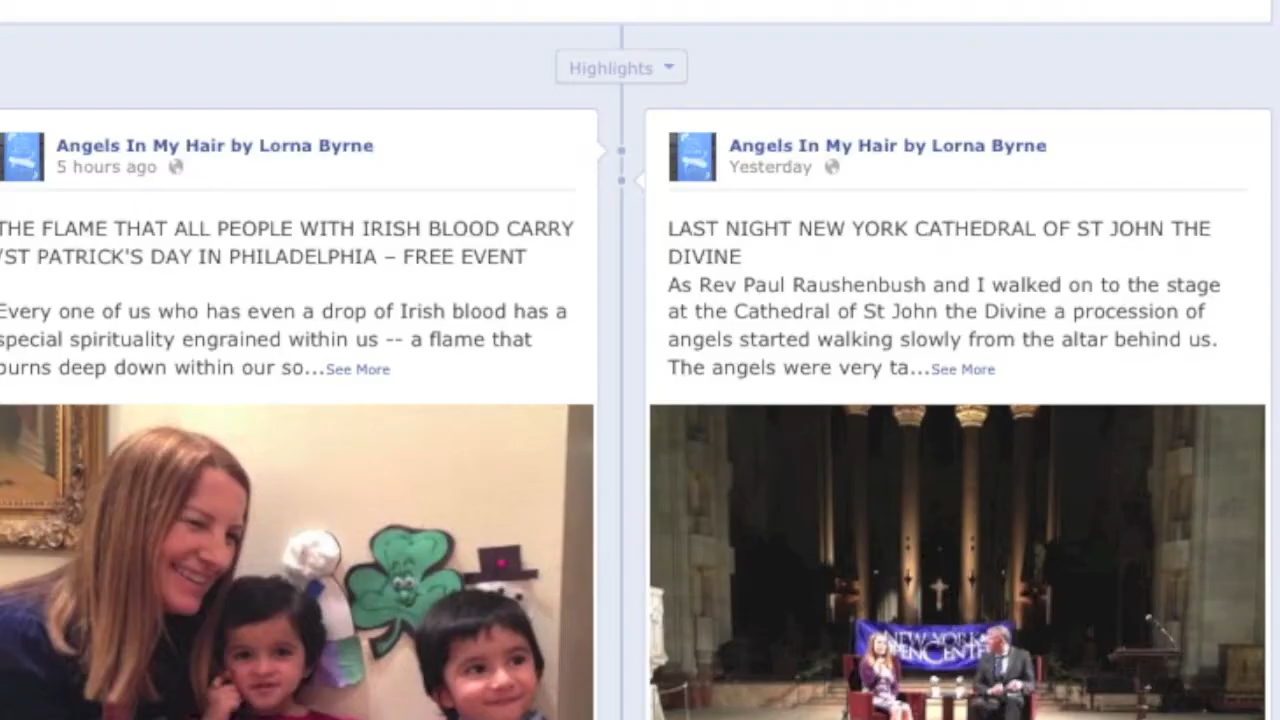 Highlights
Angels In My Hair by Lorna Byrne
5 hours ago
THE FLAME THAT ALL PEOPLE WITH IRISH BLOOD CARRY
/ST PATRICK'S DAY IN PHILADELPHIA – FREE EVENT
Every one of us who has even a drop of Irish blood has a
special spirituality engrained within us -- a flame that
burns deep down within our so...See More
Angels In My Hair by Lorna Byrne
Yesterday
LAST NIGHT NEW YORK CATHEDRAL OF ST JOHN THE
DIVINE
As Rev Paul Raushenbush and I walked on to the stage
at the Cathedral of St John the Divine a procession of
angels started walking slowly from the altar behind us.
The angels were very ta...See More
NEW YORK
OPEN CENTER